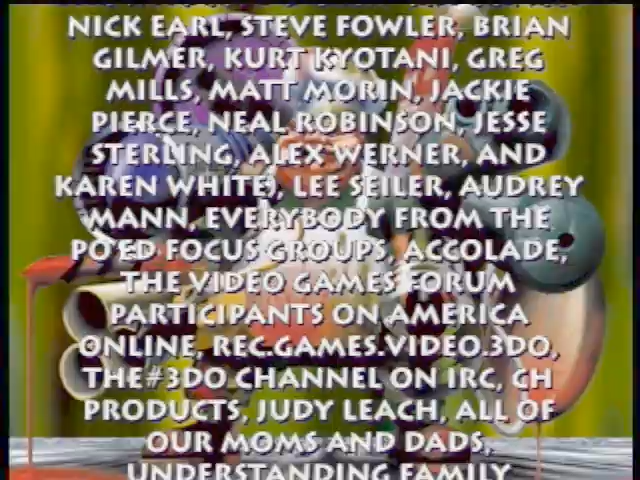 NICK EARL, STEVE FOWLER, BRIAN
GILMER, KURT KYOTANI, GREG
MILLS, MATT MORIN, JACKIE
PIERCE, NEAL ROBINSON, JESSE
STERLING, ALEX WERNER, AND
KAREN WHITE), LEE SEILER, AUDREY
MANN, EVERYBODY FROM THE
PO'ED FOCUS GROUPS, ACCOLADE,
THE VIDEO GAMES FORUM
PARTICIPANTS ON AMERICA
ONLINE, REC.GAMES.VIDEO.3DO,
THE#3DO CHANNEL ON IRC, CH
PRODUCTS, JUDY LEACH, ALL OF
OUR MOMS AND DADS,
UNDERSTANDING FAMILY